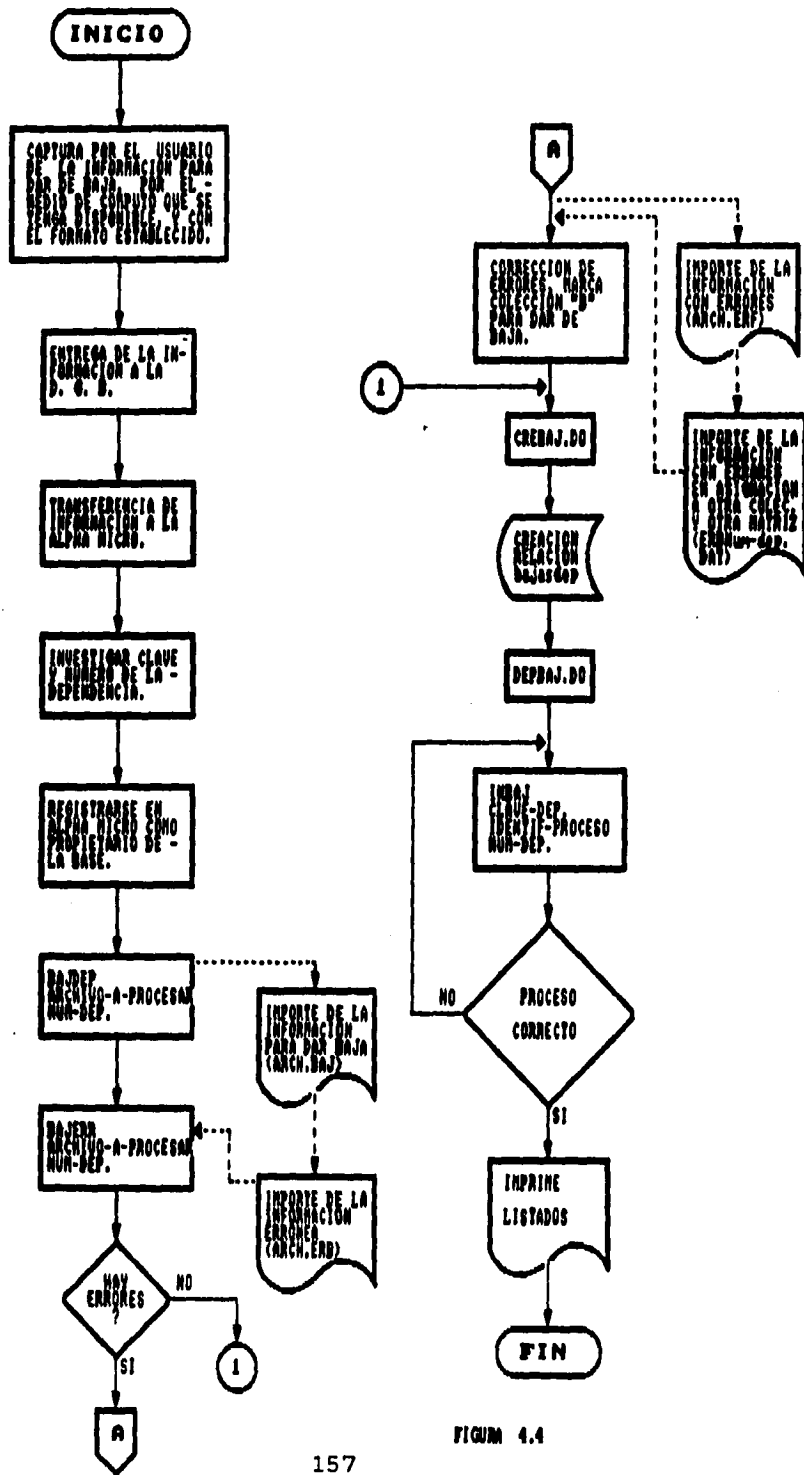 INICIO
CAPTURA POR EL USUARIO
DE LA INFORMACION PARA
DAR DE BAJA, POR EL -
MEDIO DE COMPUTO QUE SE
TENGA DISPONIBLE, Y CON
EL FORMATO ESTABLECIDO.
ENTREGA DE LA IN-
FORMACION A LA
D. G. B.
TRANSFERENCIA DE
INFORMACION A LA
ALPHA MICRO.
INVESTIGAR CLAVE
Y NUMERO DE LA -
DEPENDENCIA.
REGISTRARSE EN
ALPHA MICRO COMO
PROPIETARIO DE -
LA BASE.
BAJDEP
ARCHIVO-A-PROCESAR
NUM-DEP.
IMPORTE DE LA
INFORMACION
PARA DAR BAJA
(ARCH.BAJ)
BAJERR
ARCHIVO-A-PROCESAR
NUM-DEP.
IMPORTE DE LA
INFORMACION
ERRONEA
(ARCH.ERB)
HAY
ERRORES
?
NO
1
SI
A
A
CORRECCION DE
ERRORES, MARCA
COLECCION "B"
PARA DAR DE
BAJA.
IMPORTE DE LA
INFORMACION
CON ERRORES
(ARCH.ERF)
IMPORTE DE LA
INFORMACION
CON ERRORES
EN ASIGNACION
A OTRA COLEC.
Y OTRA MATRIZ
(ERBNum-dep.
DAT)
1
CREBAJ.DO
CREACION
RELACION
bajasdep
DEPBAJ.DO
INBAJ
CLAVE-DEP.
IDENTIF-PROCESO
NUM-DEP.
PROCESO
CORRECTO
NO
SI
IMPRIME
LISTADOS
FIN
FIGURA 4.4
157